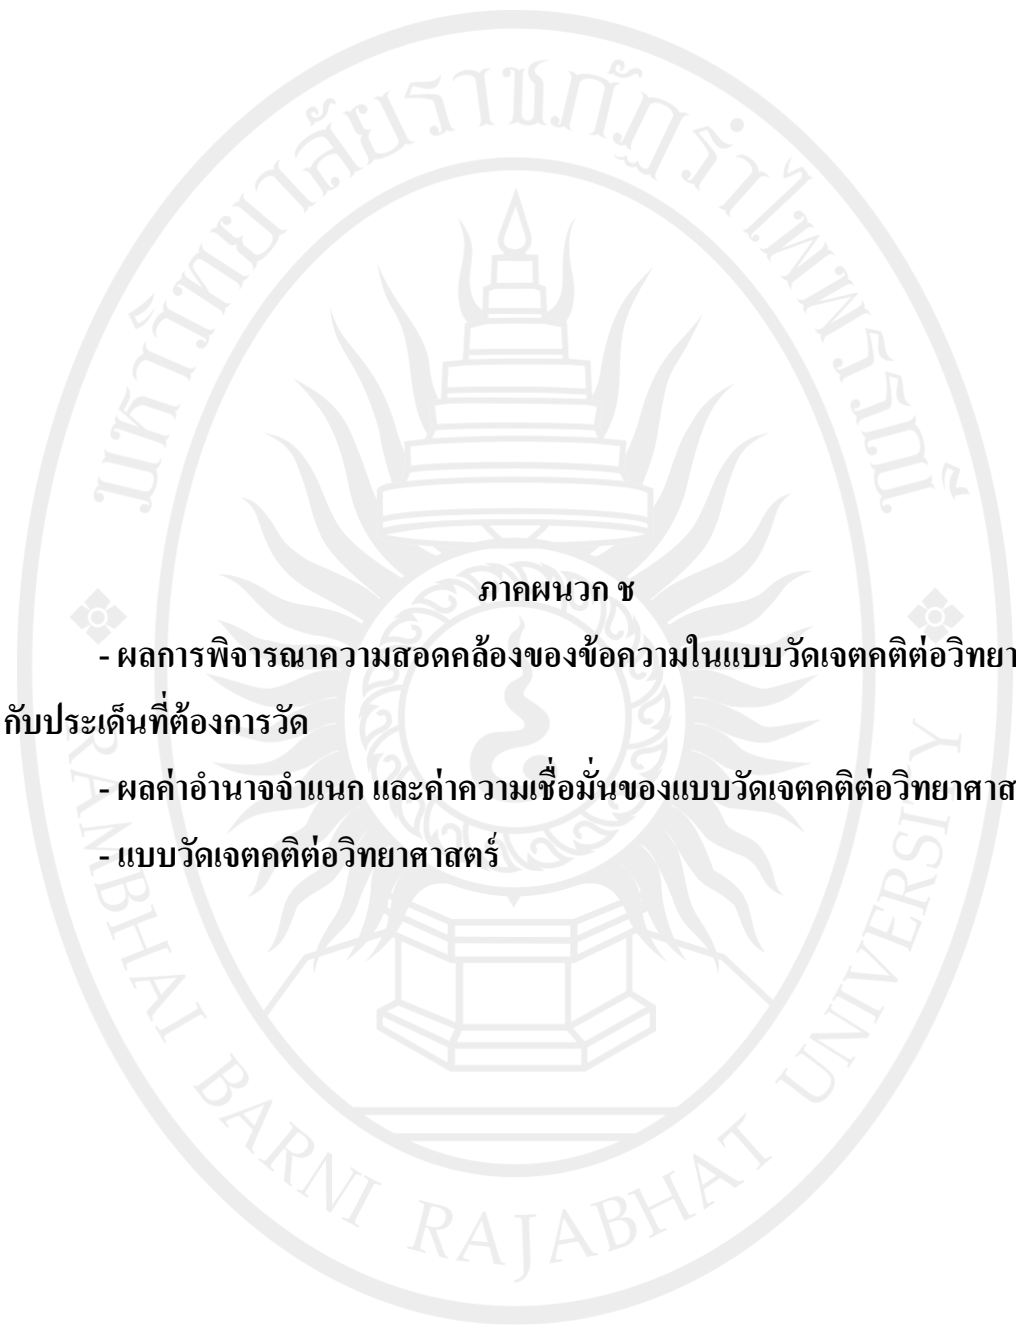 มหาวิทยาลัยราชภัฏรำไพพรรณี
ภาคผนวก ช
- ผลการพิจารณาความสอดคล้องของข้อความในแบบวัดเจตคติต่อวิทยา
กับประเด็นที่ต้องการวัด
- ผลค่าอำนาจจำแนก และค่าความเชื่อมั่นของแบบวัดเจตคติต่อวิทยาศาส
- แบบวัดเจตคติต่อวิทยาศาสตร์
RAMBHAI BARNI RAJABHAT UNIVERSITY